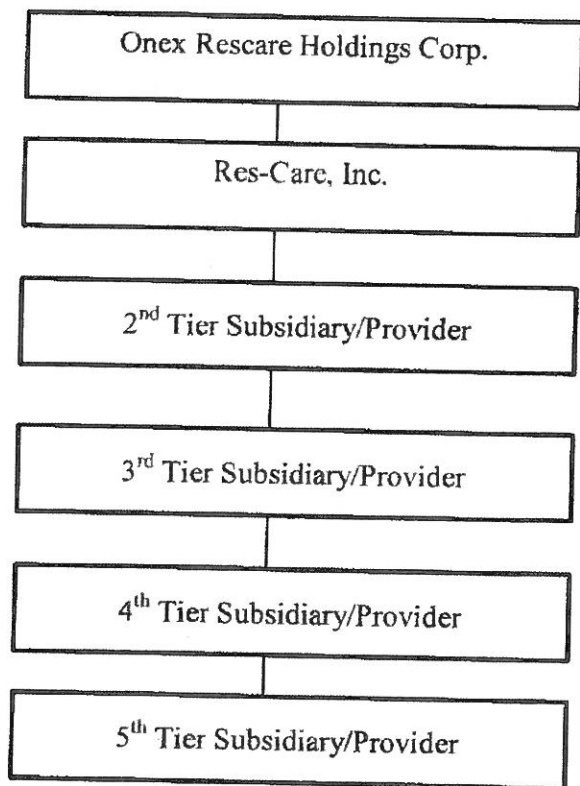 Onex Rescare Holdings Corp.
Res-Care, Inc.
2nd Tier Subsidiary/Provider
3rd Tier Subsidiary/Provider
4th Tier Subsidiary/Provider
5th Tier Subsidiary/Provider